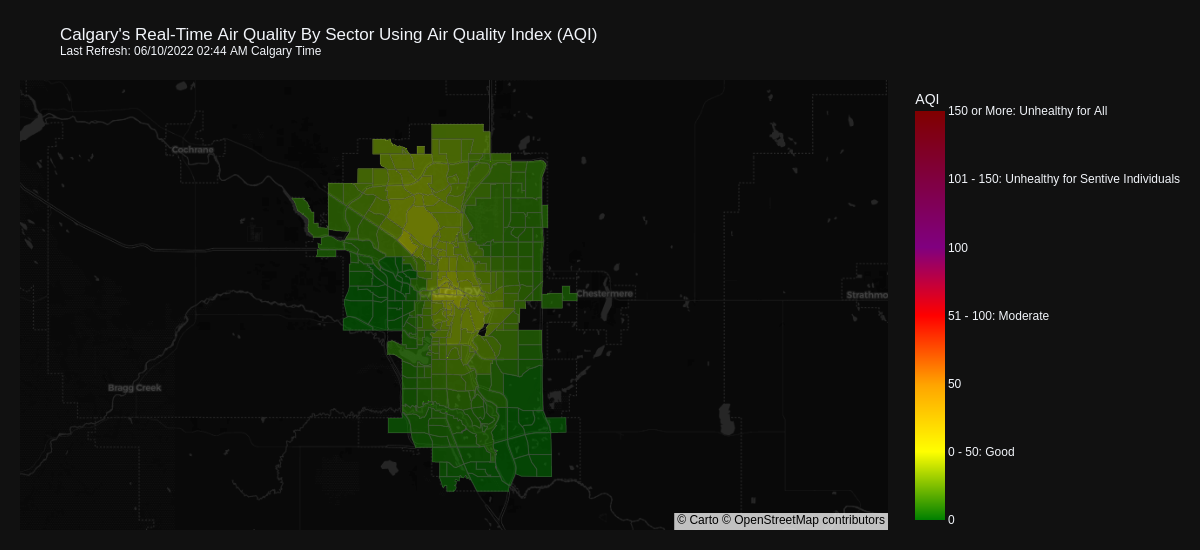 Calgary's Real-Time Air Quality By Sector Using Air Quality Index (AQI)
Last Refresh: 06/10/2022 02:44 AM Calgary Time
AQI
150 or More: Unhealthy for All
Cochrane
101 - 150: Unhealthy for Sentive Individuals
100
CALGARY
Chestermere
Strathmo
51 - 100: Moderate
50
Bragg Creek
0 - 50: Good
0
© Carto © OpenStreetMap contributors